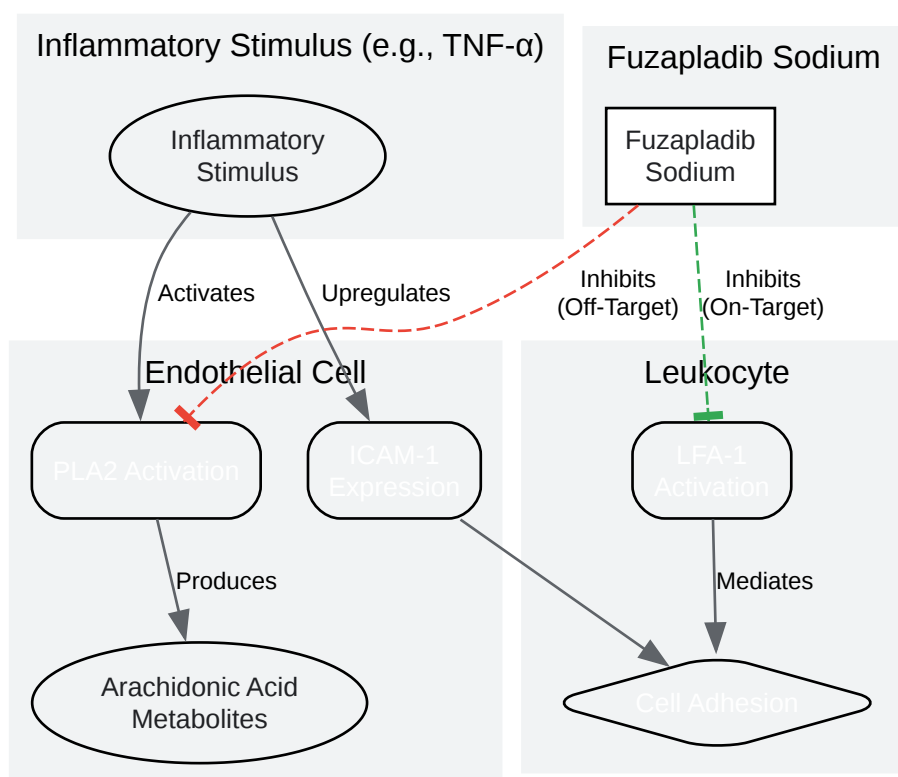 Inflammatory Stimulus (e.g., TNF-α)
Fuzapladib Sodium
Inflammatory
Stimulus
Fuzapladib
Sodium
Activates
Upregulates
Inhibits
(Off-Target)
Inhibits
(On-Target)
Endothelial Cell
Leukocyte
PLA2 Activation
ICAM-1
Expression
LFA-1
Activation
Produces
Mediates
Arachidonic Acid
Metabolites
Cell Adhesion